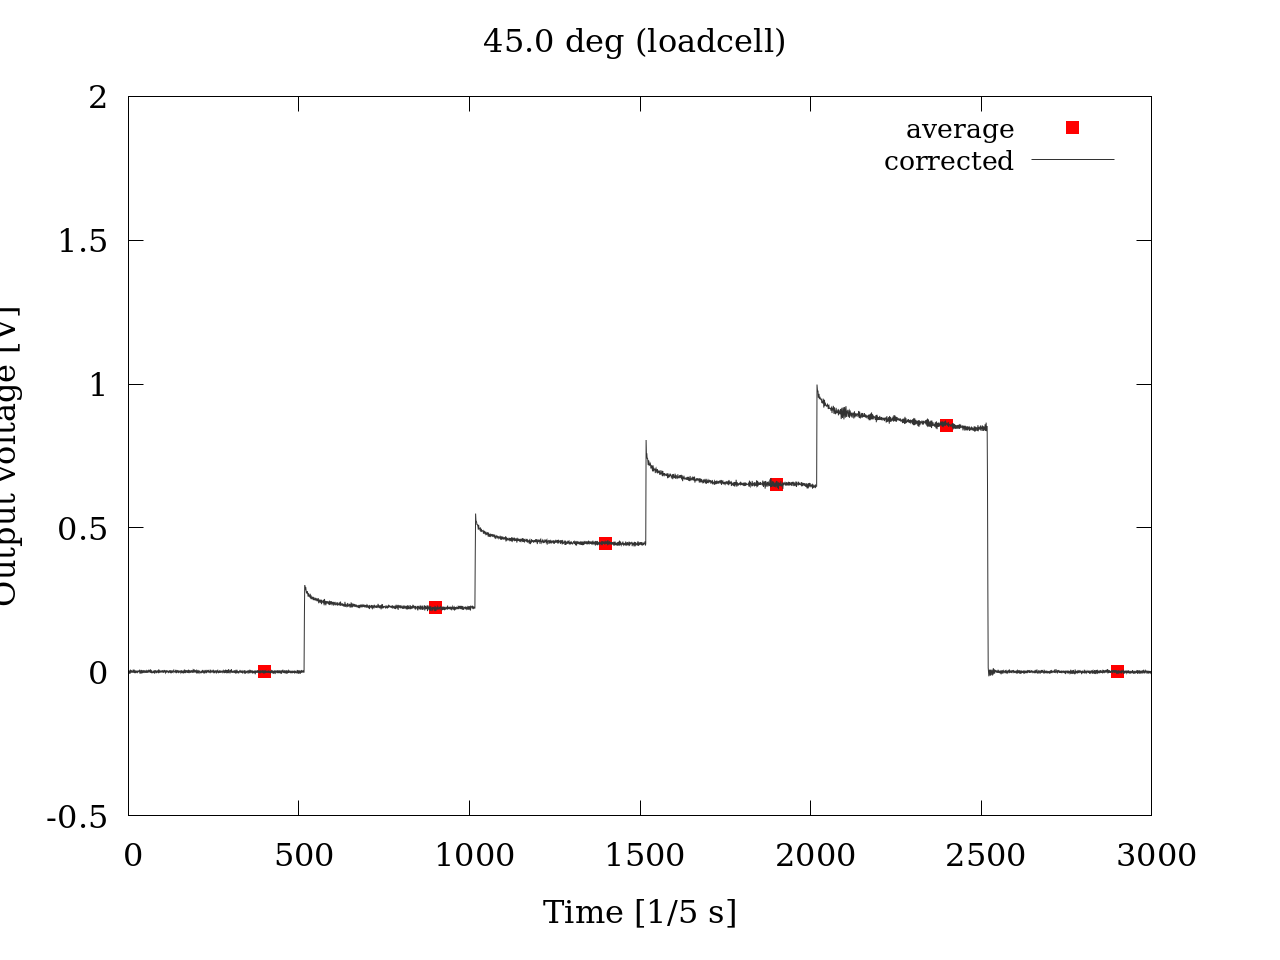 45.0 deg (loadcell)
average
corrected
Output voltage [V]
2
1.5
1
0.5
0
-0.5
0 500 1000 1500 2000 2500 3000
Time [1/5 s]